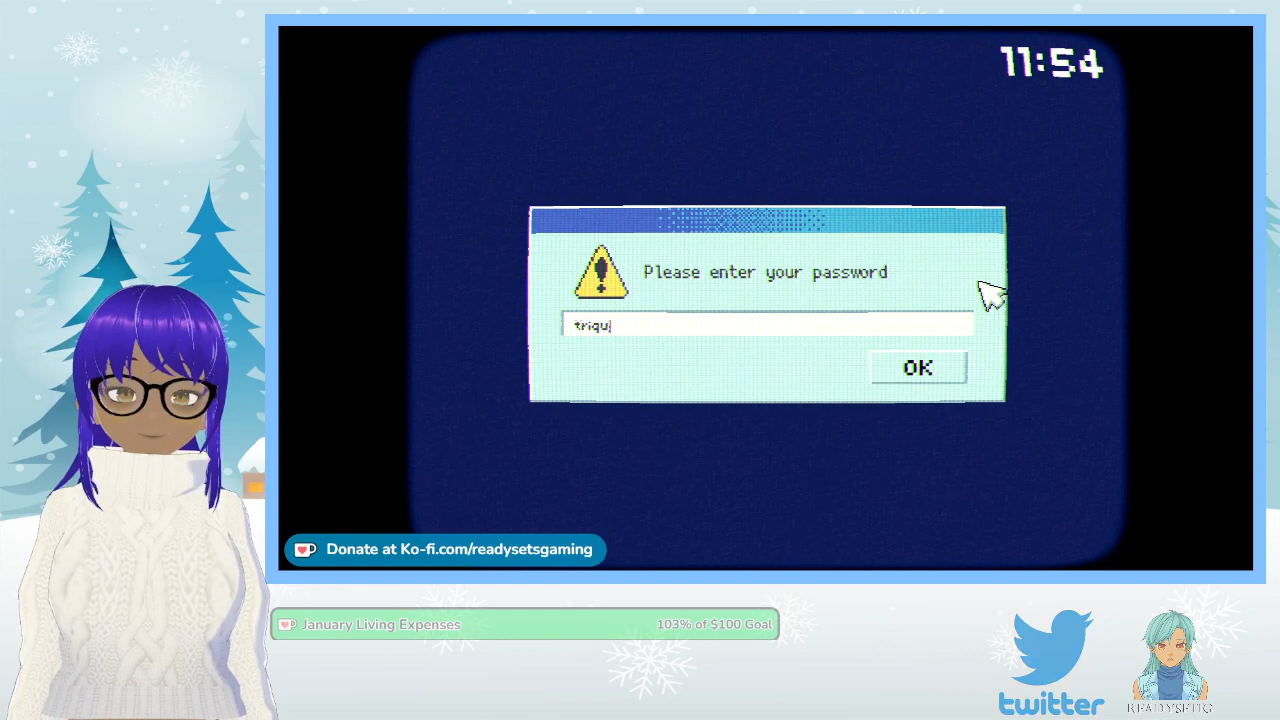 11:54
Please enter your password
triqu
OK
Donate at Ko-fi.com/readysetsgaming
January Living Expenses
103% of $100 Goal
twitter